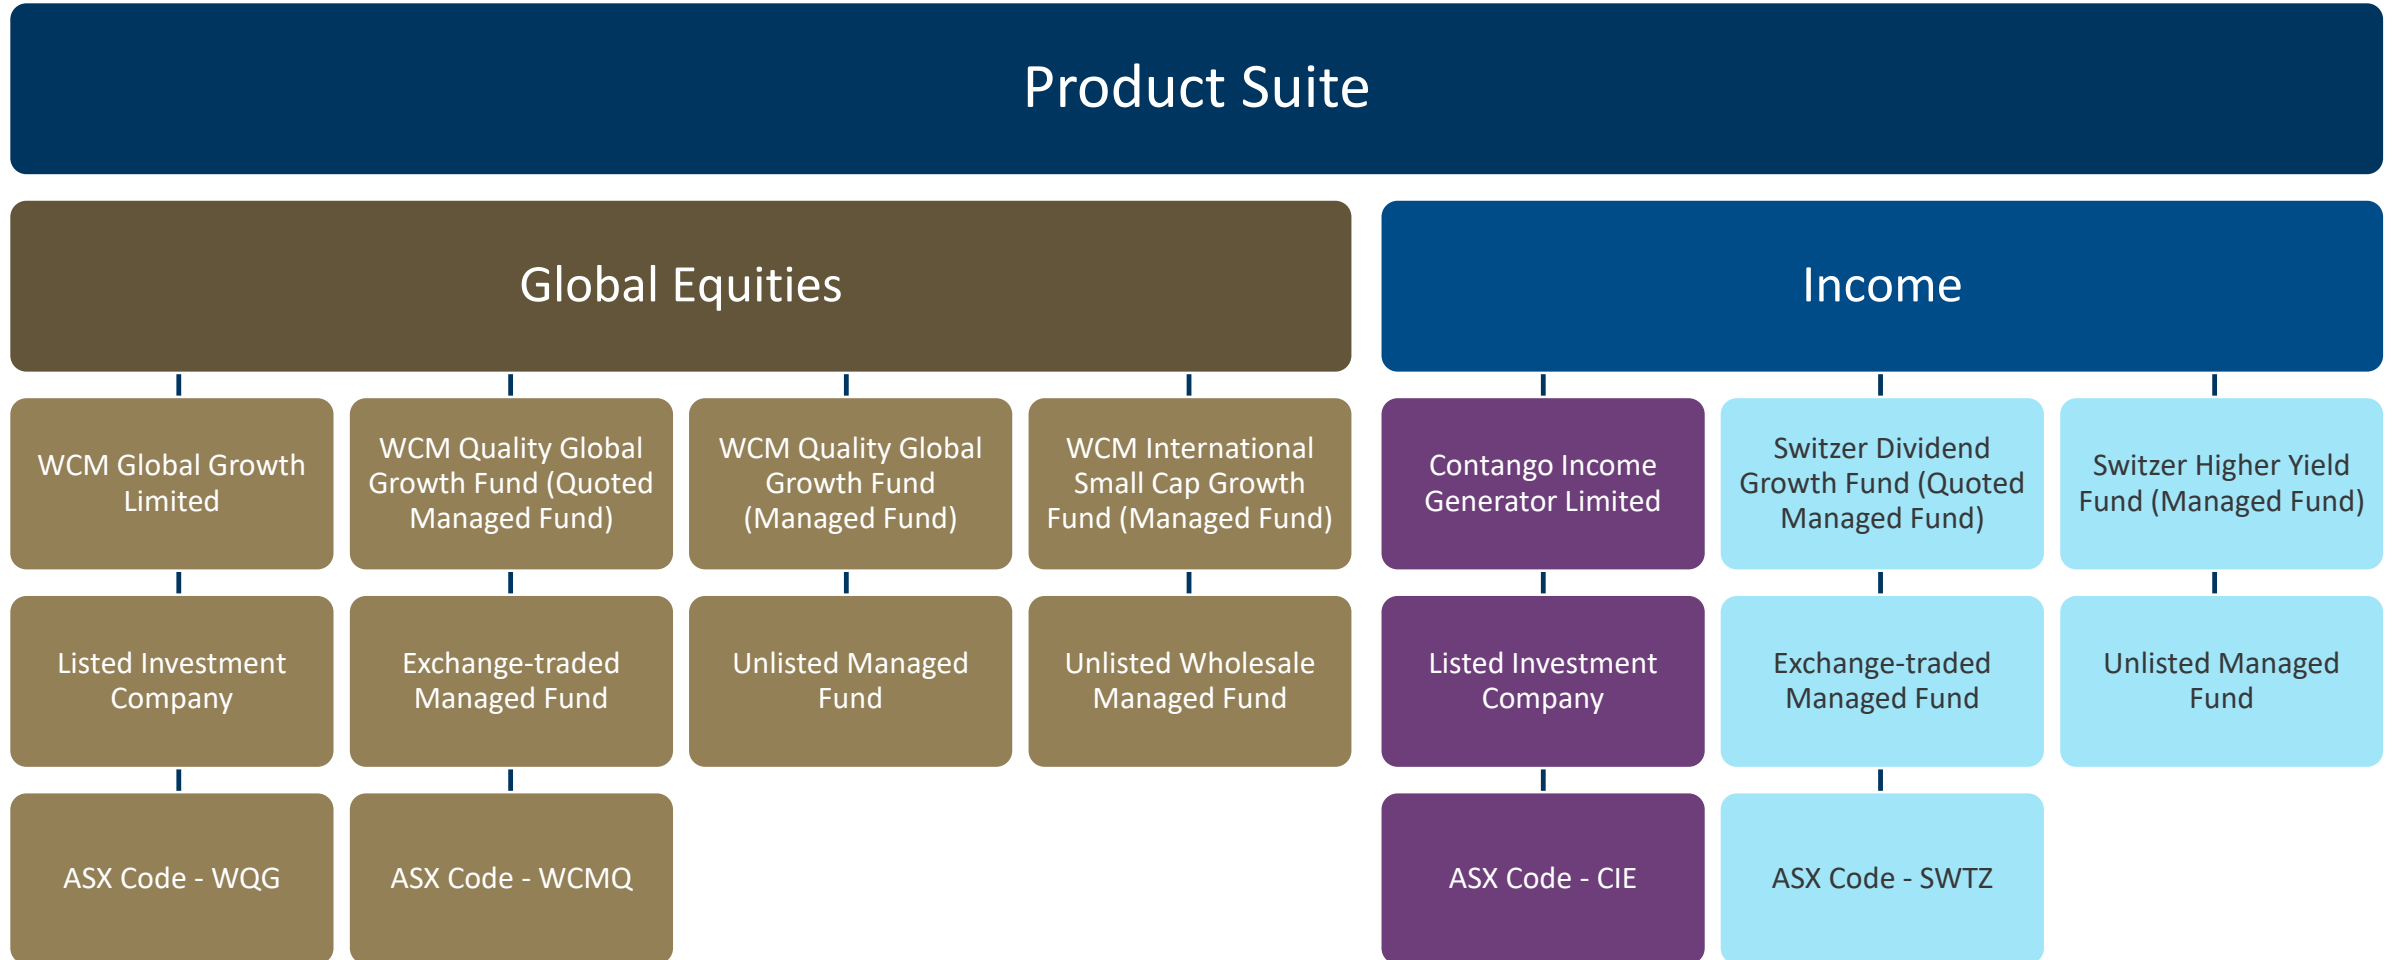 Product Suite
Global Equities
Income
WCM Global Growth
Limited
WCM Quality Global
Growth Fund (Quoted
Managed Fund)
WCM Quality Global
Growth Fund
(Managed Fund)
WCM International
Small Cap Growth
Fund (Managed Fund)
Contango Income
Generator Limited
Switzer Dividend
Growth Fund (Quoted
Managed Fund)
Switzer Higher Yield
Fund (Managed Fund)
Listed Investment
Company
Exchange-traded
Managed Fund
Unlisted Managed
Fund
Unlisted Wholesale
Managed Fund
Listed Investment
Company
Exchange-traded
Managed Fund
Unlisted Managed
Fund
ASX Code - WQG
ASX Code - WCMQ
ASX Code - CIE
ASX Code - SWTZ